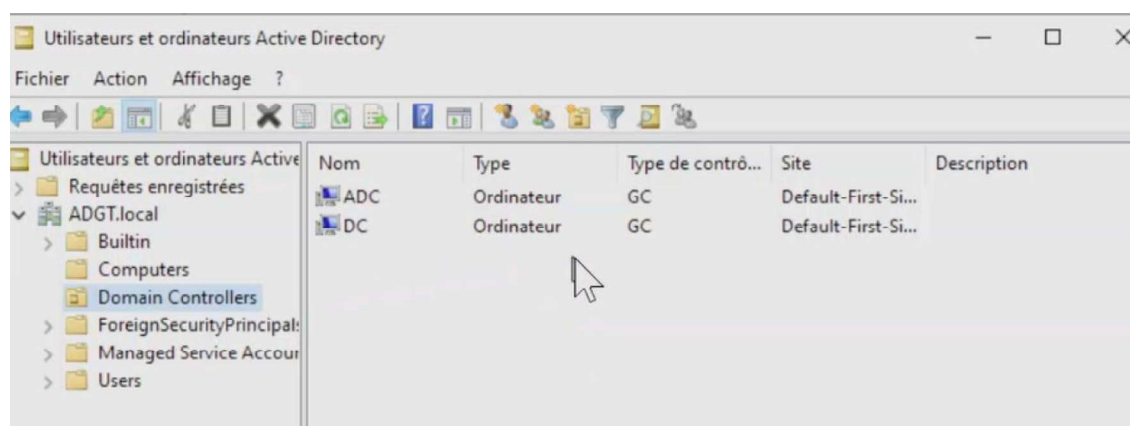 Utilisateurs et ordinateurs Active Directory
Fichier Action Affichage ?
Utilisateurs et ordinateurs Active
Requêtes enregistrées
ADGT.local
Builtin
Computers
Domain Controllers
ForeignSecurityPrincipals
Managed Service Accour
Users
Nom Type Type de contrô... Site Description
ADC Ordinateur GC Default-First-Si...
DC Ordinateur GC Default-First-Si...